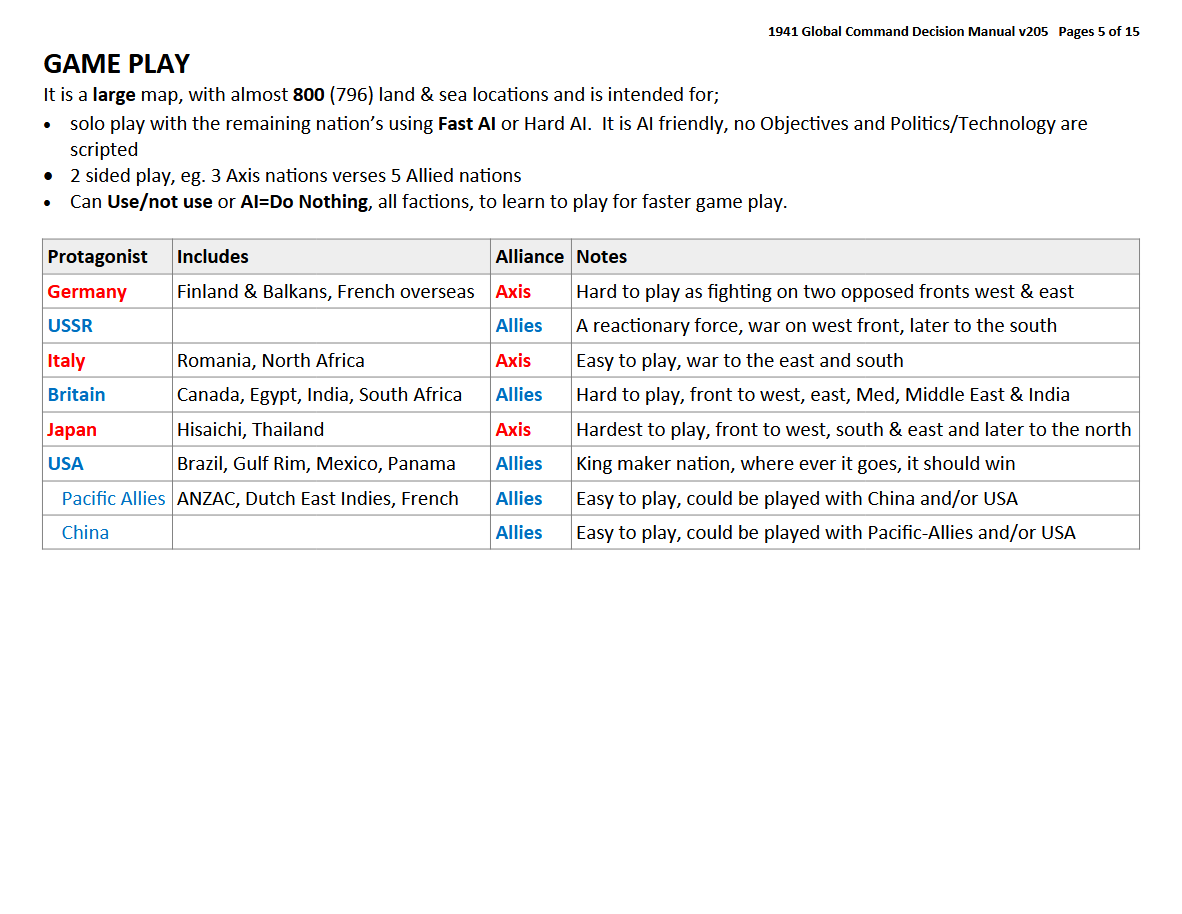 1941 Global Command Decision Manual v205 Pages 5 of 15
GAME PLAY
It is a large map, with almost 800 (796) land & sea locations and is intended for;
• solo play with the remaining nation’s using Fast AI or Hard AI. It is AI friendly, no Objectives and Politics/Technology are
scripted
• 2 sided play, eg. 3 Axis nations verses 5 Allied nations
• Can Use/not use or AI=Do Nothing, all factions, to learn to play for faster game play.
Protagonist Includes Alliance Notes
Germany Finland & Balkans, French overseas Axis Hard to play as fighting on two opposed fronts west & east
USSR Allies A reactionary force, war on west front, later to the south
Italy Romania, North Africa Axis Easy to play, war to the east and south
Britain Canada, Egypt, India, South Africa Allies Hard to play, front to west, east, Med, Middle East & India
Japan Hisaichi, Thailand Axis Hardest to play, front to west, south & east and later to the north
USA Brazil, Gulf Rim, Mexico, Panama Allies King maker nation, where ever it goes, it should win
Pacific Allies ANZAC, Dutch East Indies, French Allies Easy to play, could be played with China and/or USA
China Allies Easy to play, could be played with Pacific-Allies and/or USA